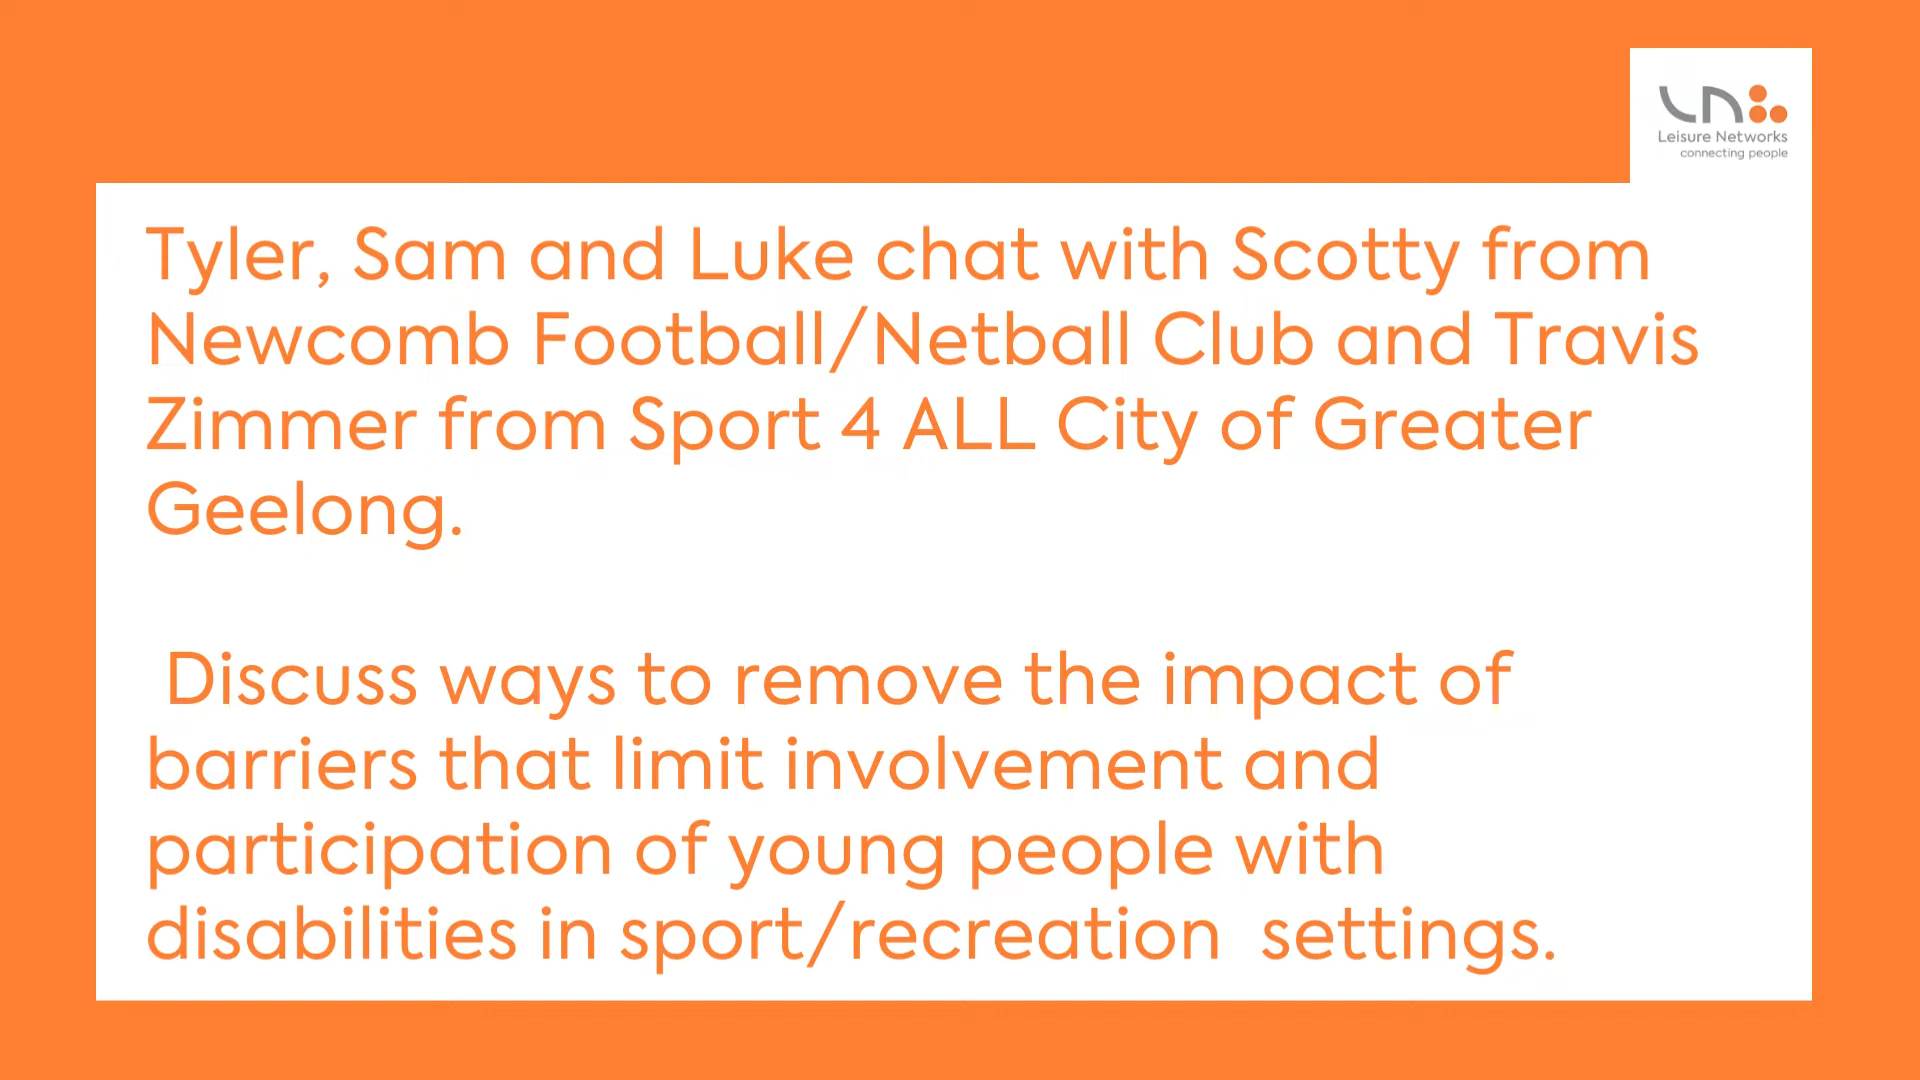 LN
Leisure Networks
connecting people
Tyler, Sam and Luke chat with Scotty from
Newcomb Football/Netball Club and Travis
Zimmer from Sport 4 ALL City of Greater
Geelong.
Discuss ways to remove the impact of
barriers that limit involvement and
participation of young people with
disabilities in sport/recreation  settings.